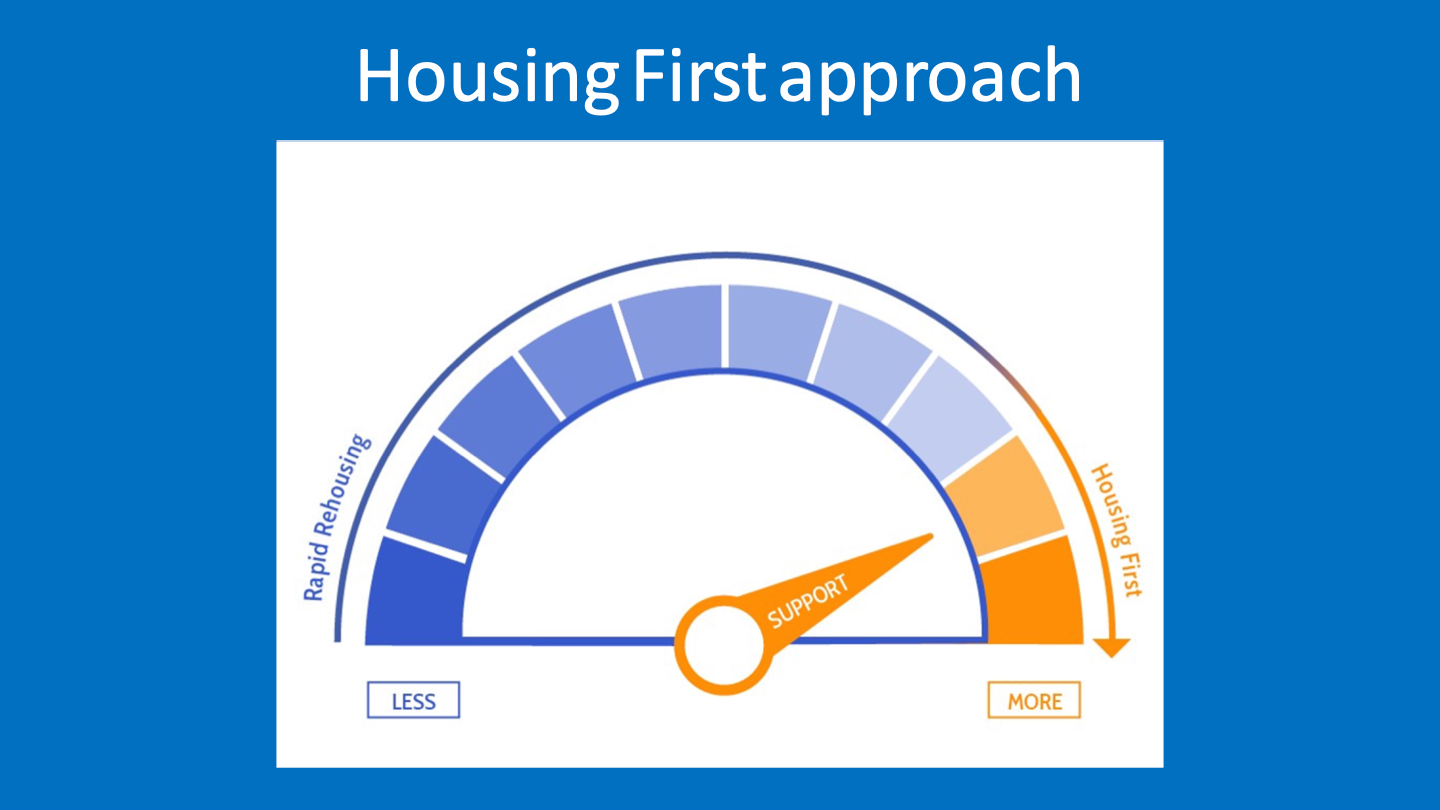 Housing First approach
Rapid Rehousing
Housing First
SUPPORT
LESS
MORE